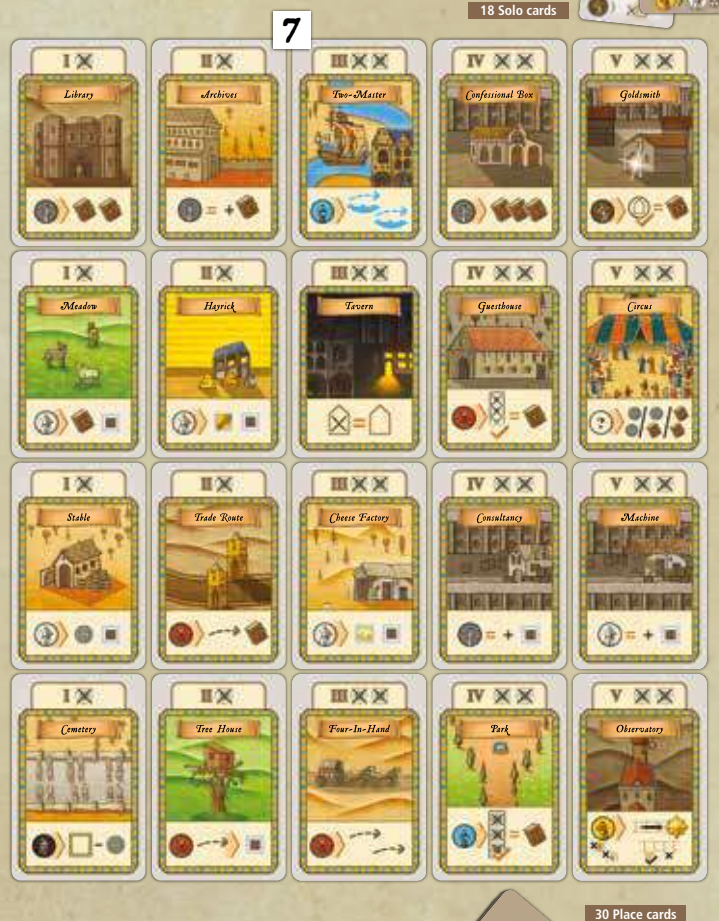 18 Solo cards
7
I II III IV V
Library Archives Two-Master Confessional Box Goldsmith
I II III IV V
Meadow Hayrick Tavern Guesthouse Circus
?
I II III IV V
Stable Trade Route Cheese Factory Consultancy Machine
= + = +
I II III IV V
Cemetery Tree House Four-In-Hand Park Observatory
30 Place cards